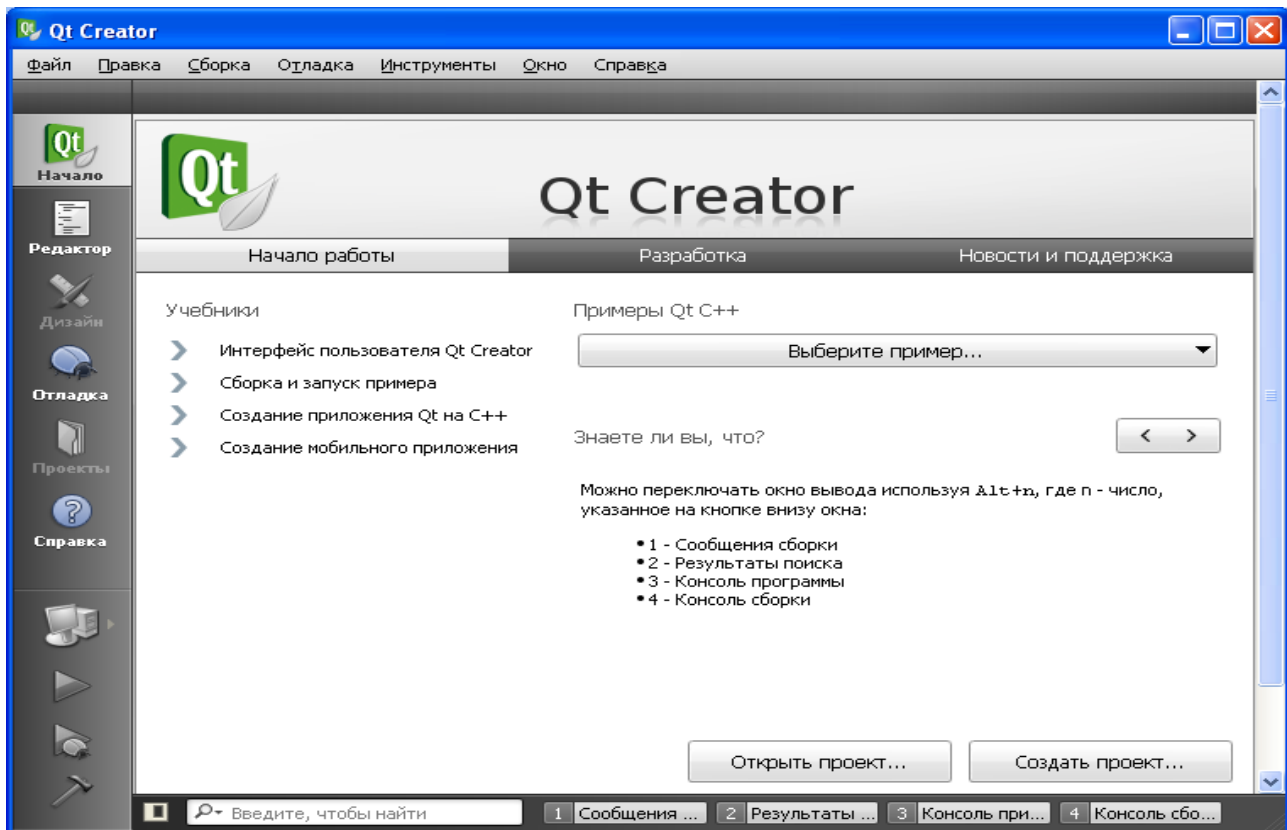 Qt Creator
Файл Правка Сборка Отладка Инструменты Окно Справка
Qt
Начало
Редактор
Дизайн
Отладка
Проекты
Справка
Qt
Qt Creator
Начало работы Разработка Новости и поддержка
Учебники
Интерфейс пользователя Qt Creator
Сборка и запуск примера
Создание приложения Qt на C++
Создание мобильного приложения
Примеры Qt C++
Выберите пример...
Знаете ли вы, что?
Можно переключать окно вывода используя Alt+n, где n - число,
указанное на кнопке внизу окна:
• 1 - Сообщения сборки
• 2 - Результаты поиска
• 3 - Консоль программы
• 4 - Консоль сборки
Открыть проект... Создать проект...
Введите, чтобы найти 1 Сообщения ... 2 Результаты ... 3 Консоль при... 4 Консоль сбо...